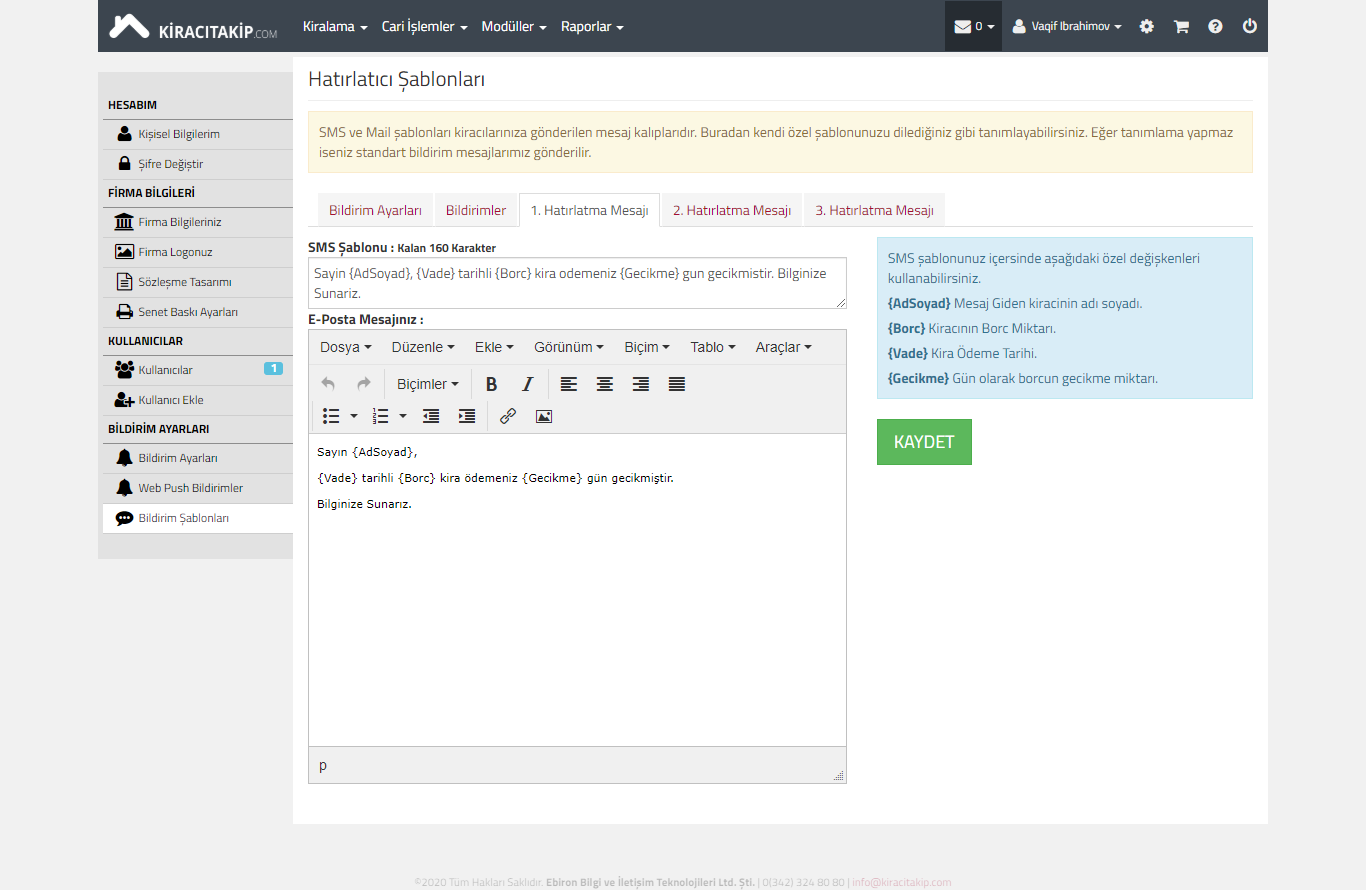 KİRACITAKİP.COM
Kiralama
Cari İşlemler
Modüller
Raporlar
0
Vaqif Ibrahimov
HESABIM
Kişisel Bilgilerim
Şifre Değiştir
FİRMA BİLGİLERİ
Firma Bilgileriniz
Firma Logonuz
Sözleşme Tasarımı
Senet Baskı Ayarları
KULLANICILAR
Kullanıcılar 1
Kullanıcı Ekle
BİLDİRİM AYARLARI
Bildirim Ayarları
Web Push Bildirimler
Bildirim Şablonları
Hatırlatıcı Şablonları
SMS ve Mail şablonları kiracılarınıza gönderilen mesaj kalıplarıdır. Buradan kendi özel şablonunuzu dilediğiniz gibi tanımlayabilirsiniz. Eğer tanımlama yapmaz
iseniz standart bildirim mesajlarımız gönderilir.
Bildirim Ayarları
Bildirimler
1. Hatırlatma Mesajı
2. Hatırlatma Mesajı
3. Hatırlatma Mesajı
SMS Şablonu : Kalan 160 Karakter
Sayin {AdSoyad}, {Vade} tarihli {Borc} kira odemeniz {Gecikme} gun gecikmistir. Bilginize
Sunariz.
E-Posta Mesajınız :
Dosya
Düzenle
Ekle
Görünüm
Biçim
Tablo
Araçlar
Biçimler
B
I
Sayın {AdSoyad},
{Vade} tarihli {Borc} kira ödemeniz {Gecikme} gün gecikmiştir.
Bilginize Sunarız.
p
SMS şablonunuz içersinde aşağıdaki özel değişkenleri
kullanabilirsiniz.
{AdSoyad} Mesaj Giden kiracinin adı soyadı.
{Borc} Kiracının Borc Miktarı.
{Vade} Kira Ödeme Tarihi.
{Gecikme} Gün olarak borcun gecikme miktarı.
KAYDET
©2020 Tüm Hakları Saklıdır. Ebiron Bilgi ve İletişim Teknolojileri Ltd. Şti. | 0(342) 324 80 80 | info@kiracitakip.com